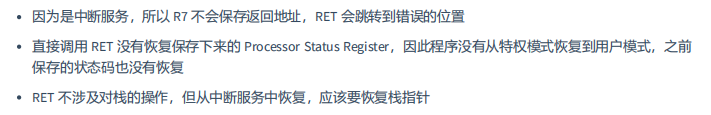 • 因为是中断服务，所以 R7 不会保存返回地址，RET 会跳转到错误的位置
• 直接调用 RET 没有恢复保存下来的 Processor Status Register，因此程序没有从特权模式恢复到用户模式，之前
保存的状态码也没有恢复
• RET 不涉及对栈的操作，但从中断服务中恢复，应该要恢复栈指针